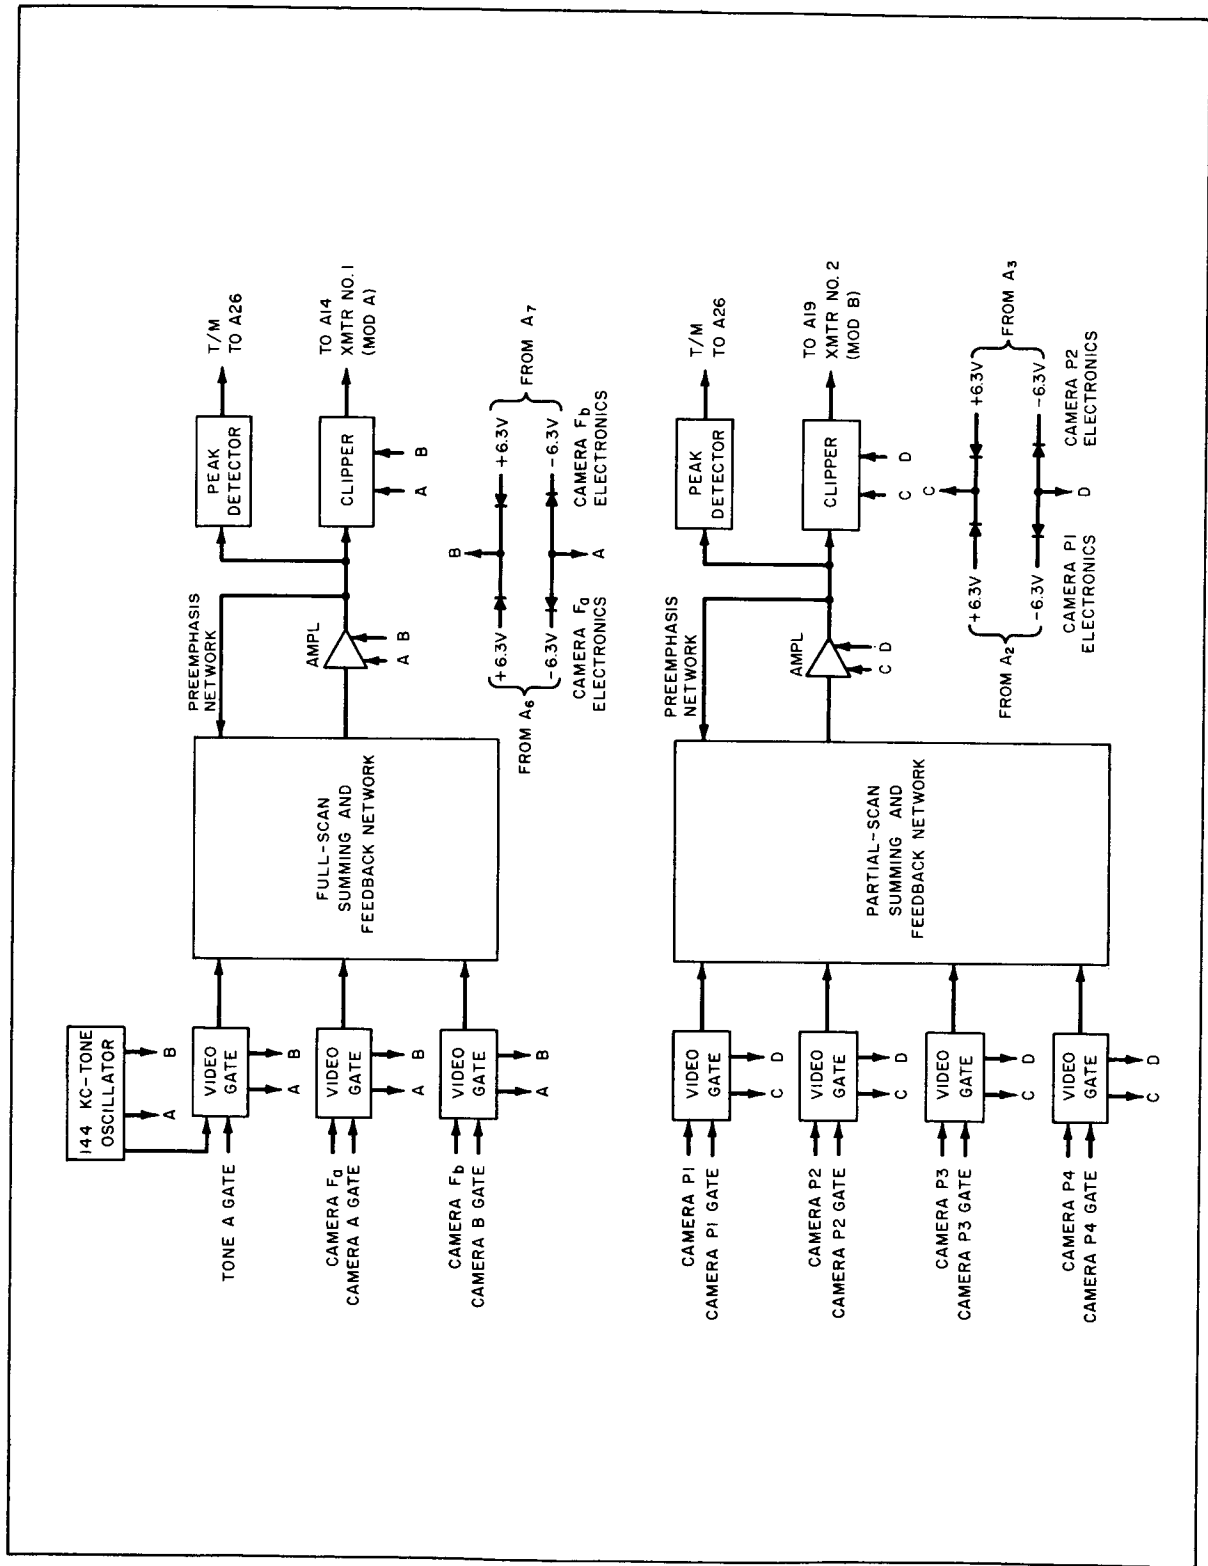 144 KC-TONE
OSCILLATOR
A
B
TONE A GATE
VIDEO
GATE
A
B
CAMERA Fa
CAMERA A GATE
VIDEO
GATE
A
B
CAMERA Fb
CAMERA B GATE
VIDEO
GATE
A
B
FULL-SCAN
SUMMING AND
FEEDBACK NETWORK
PREEMPHASIS
NETWORK
AMPL
A
B
PEAK
DETECTOR
T/M
TO A26
CLIPPER
A
B
TO A14
XMTR NO. 1
(MOD A)
B
+6.3V
+6.3V
FROM A6
FROM A7
-6.3V
-6.3V
A
CAMERA Fa
ELECTRONICS
CAMERA Fb
ELECTRONICS
CAMERA P1
CAMERA P1 GATE
VIDEO
GATE
C
D
CAMERA P2
CAMERA P2 GATE
VIDEO
GATE
C
D
CAMERA P3
CAMERA P3 GATE
VIDEO
GATE
C
D
CAMERA P4
CAMERA P4 GATE
VIDEO
GATE
C
D
PARTIAL-SCAN
SUMMING AND
FEEDBACK NETWORK
PREEMPHASIS
NETWORK
AMPL
C
D
PEAK
DETECTOR
T/M
TO A26
CLIPPER
C
D
TO A19
XMTR NO. 2
(MOD B)
C
+6.3V
+6.3V
FROM A2
FROM A3
-6.3V
-6.3V
D
CAMERA P1
ELECTRONICS
CAMERA P2
ELECTRONICS